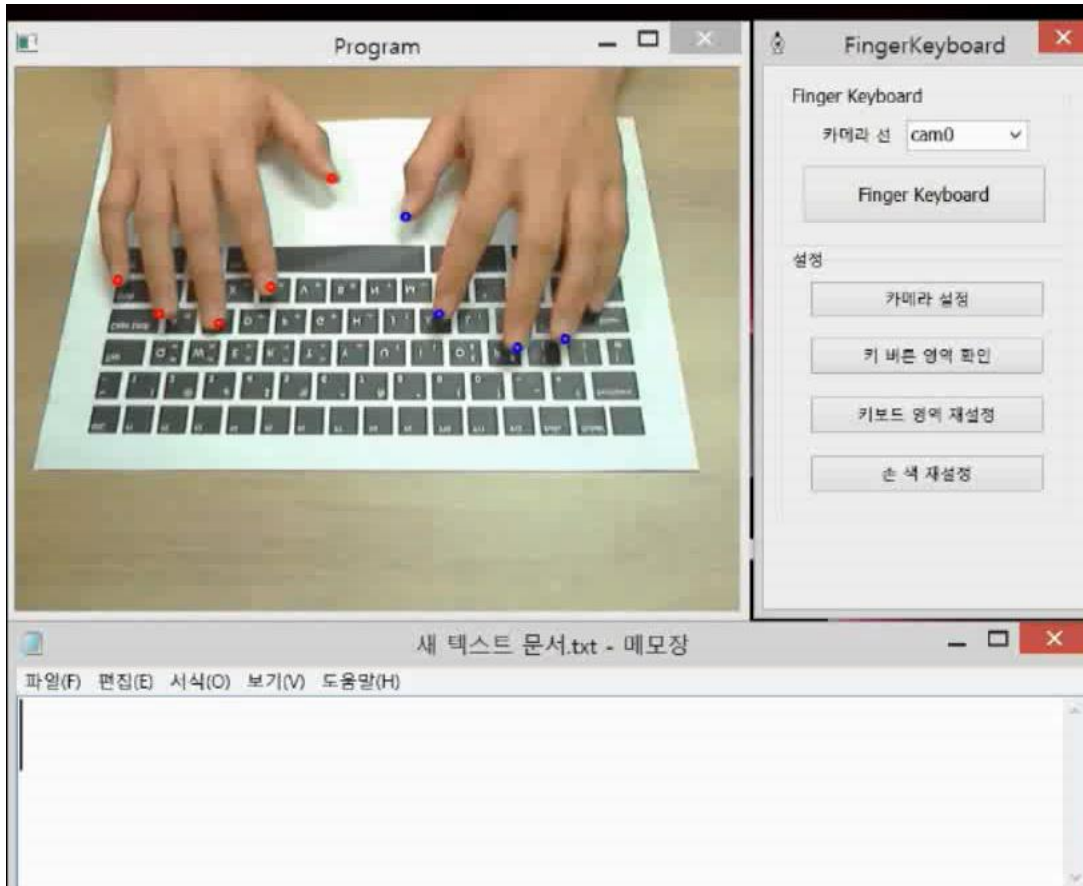 Program
FingerKeyboard
Finger Keyboard
카메라 선 cam0
Finger Keyboard
설정
카메라 설정
키 버튼 영역 확인
키보드 영역 재설정
손 색 재설정
새 텍스트 문서.txt - 메모장
파일(F) 편집(E) 서식(O) 보기(V) 도움말(H)